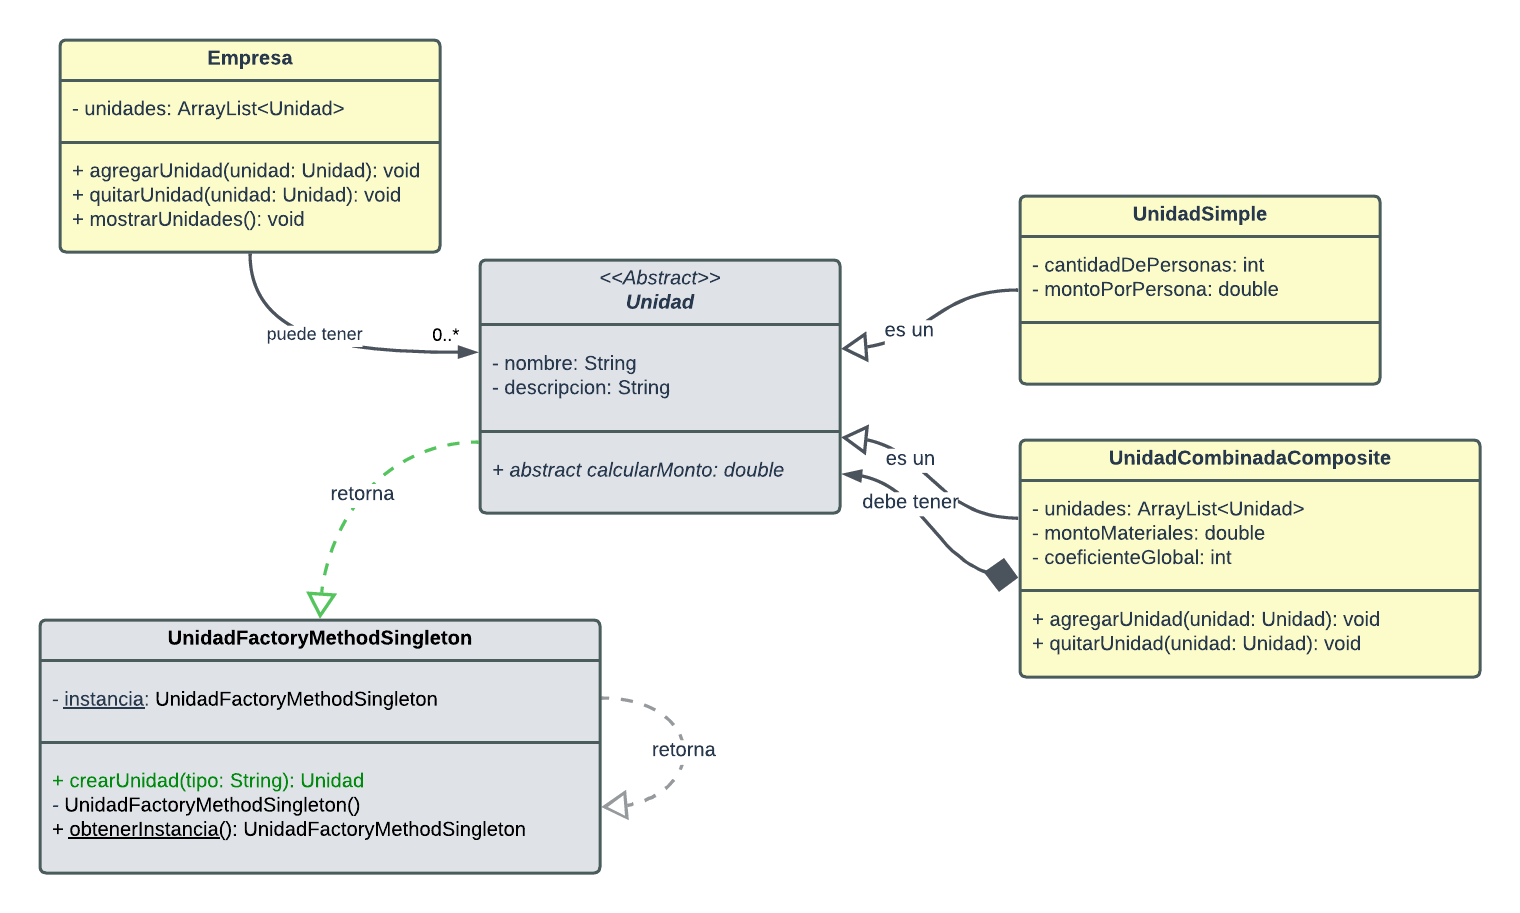 Empresa
- unidades: ArrayList<Unidad>
+ agregarUnidad(unidad: Unidad): void
+ quitarUnidad(unidad: Unidad): void
+ mostrarUnidades(): void
puede tener
0..*
<<Abstract>>
Unidad
- nombre: String
- descripcion: String
+ abstract calcularMonto: double
UnidadSimple
- cantidadDePersonas: int
- montoPorPersona: double
es un
es un
debe tener
UnidadCombinadaComposite
- unidades: ArrayList<Unidad>
- montoMateriales: double
- coeficienteGlobal: int
+ agregarUnidad(unidad: Unidad): void
+ quitarUnidad(unidad: Unidad): void
retorna
UnidadFactoryMethodSingleton
- instancia: UnidadFactoryMethodSingleton
+ crearUnidad(tipo: String): Unidad
- UnidadFactoryMethodSingleton()
+ obtenerInstancia(): UnidadFactoryMethodSingleton
retorna